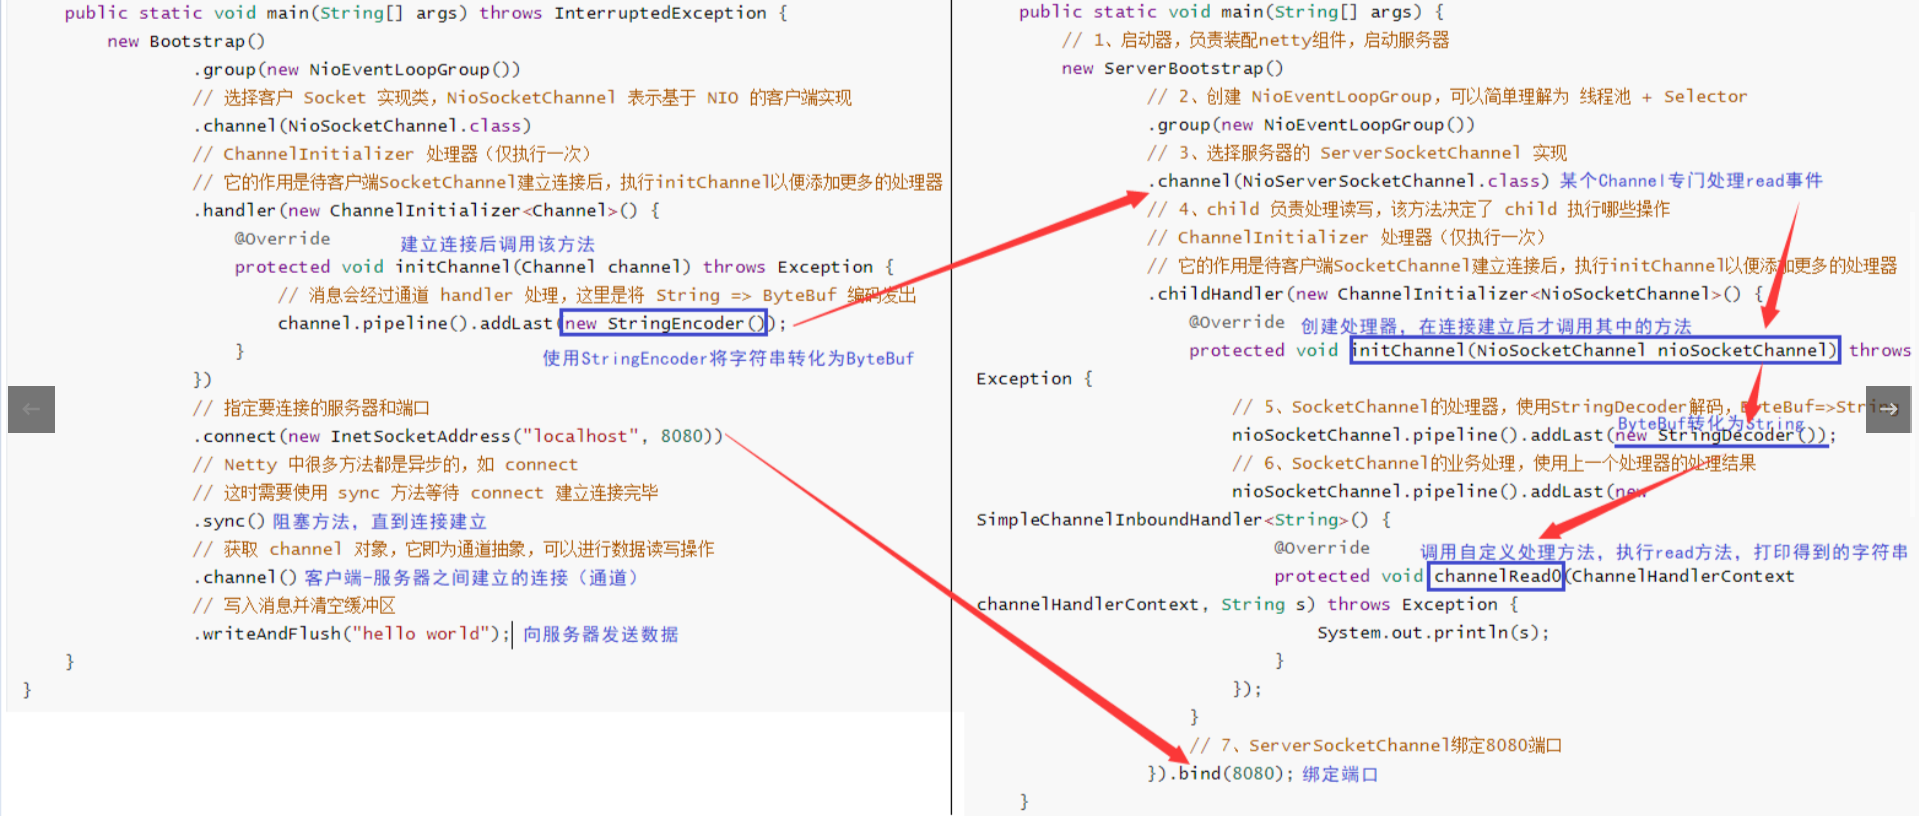 public static void main(String[] args) throws InterruptedException {
new Bootstrap()
.group(new NioEventLoopGroup())
// 选择客户 Socket 实现类，NioSocketChannel 表示基于 NIO 的客户端实现
.channel(NioSocketChannel.class)
// ChannelInitializer 处理器（仅执行一次）
// 它的作用是待客户端SocketChannel建立连接后，执行initChannel以便添加更多的处理器
.handler(new ChannelInitializer<Channel>() {
@Override
建立连接后调用该方法
protected void initChannel(Channel channel) throws Exception {
// 消息会经过通道 handler 处理，这里是将 String => ByteBuf 编码发出
channel.pipeline().addLast(new StringEncoder());
}
使用StringEncoder将字符串转化为ByteBuf
})
// 指定要连接的服务器和端口
.connect(new InetSocketAddress("localhost", 8080))
// Netty 中很多方法都是异步的，如 connect
// 这时需要使用 sync 方法等待 connect 建立连接完毕
.sync() 阻塞方法，直到连接建立
// 获取 channel 对象，它即为通道抽象，可以进行数据读写操作
.channel() 客户端-服务器之间建立的连接（通道）
// 写入消息并清空缓冲区
.writeAndFlush("hello world"); 向服务器发送数据
}
}
public static void main(String[] args) {
// 1、启动器，负责装配netty组件，启动服务器
new ServerBootstrap()
// 2、创建 NioEventLoopGroup，可以简单理解为 线程池 + Selector
.group(new NioEventLoopGroup())
// 3、选择服务器的 ServerSocketChannel 实现
.channel(NioServerSocketChannel.class) 某个Channel专门处理read事件
// 4、child 负责处理读写，该方法决定了 child 执行哪些操作
// ChannelInitializer 处理器（仅执行一次）
// 它的作用是待客户端SocketChannel建立连接后，执行initChannel以便添加更多的处理器
.childHandler(new ChannelInitializer<NioSocketChannel>() {
@Override 创建处理器，在连接建立后才调用其中的方法
protected void initChannel(NioSocketChannel nioSocketChannel) throws
Exception {
// 5、SocketChannel的处理器，使用StringDecoder解码，ByteBuf=>String
ByteBuf转化为String
nioSocketChannel.pipeline().addLast(new StringDecoder());
// 6、SocketChannel的业务处理，使用上一个处理器的处理结果
nioSocketChannel.pipeline().addLast(new
SimpleChannelInboundHandler<String>() {
@Override
调用自定义处理方法，执行read方法，打印得到的字符串
protected void channelRead0(ChannelHandlerContext
channelHandlerContext, String s) throws Exception {
System.out.println(s);
}
});
}
// 7、ServerSocketChannel绑定8080端口
}).bind(8080); 绑定端口
}